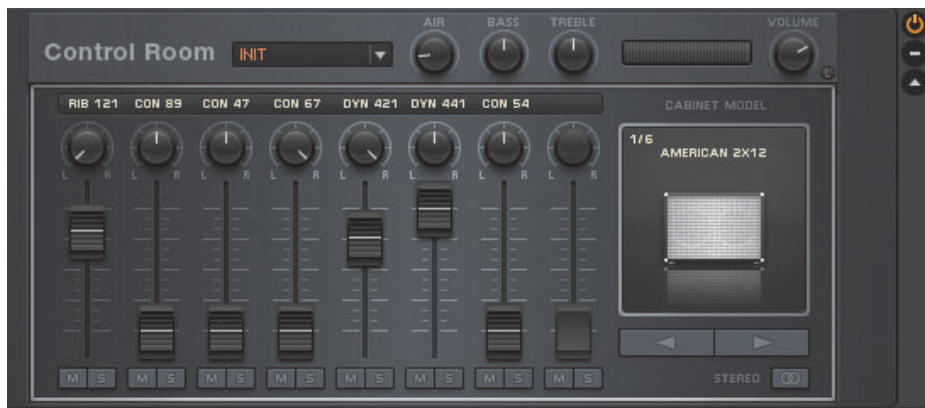 AIR BASS TREBLE VOLUME
Control Room INIT
L
RIB 121 CON 89 CON 47 CON 67 DYN 421 DYN 441 CON 54
CABINET MODEL
1/6
AMERICAN 2X12
L R L R L R L R L R L R L R L R
M S M S M S M S M S M S M S M S
STEREO